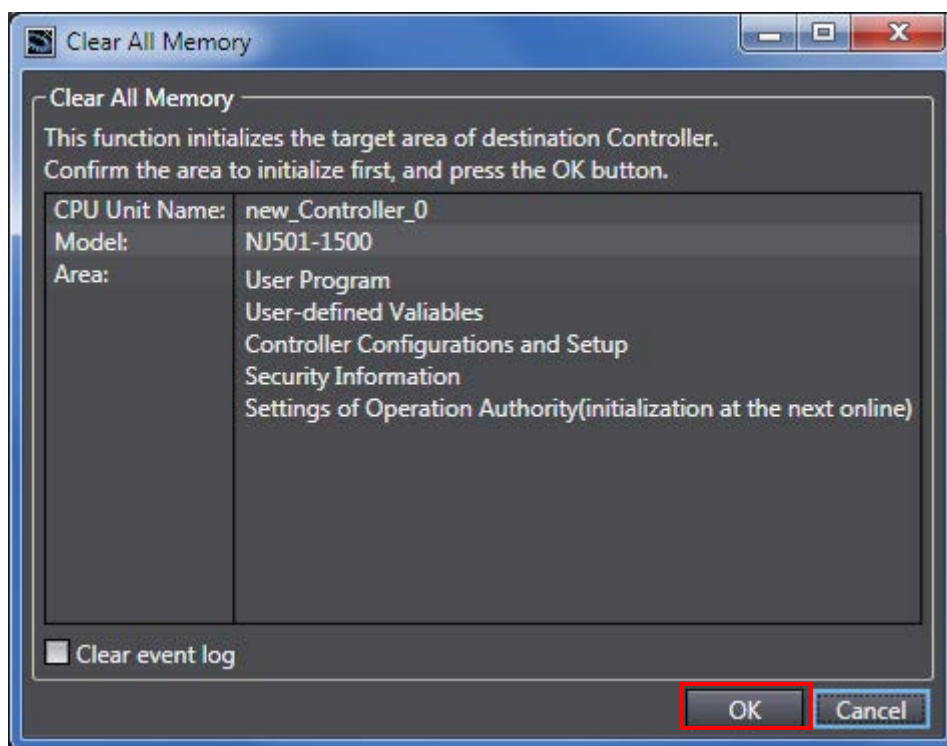 Clear All Memory
Clear All Memory
This function initializes the target area of destination Controller.
Confirm the area to initialize first, and press the OK button.
CPU Unit Name: new_Controller_0
Model: NJ501-1500
Area: User Program
User-defined Valiables
Controller Configurations and Setup
Security Information
Settings of Operation Authority(initialization at the next online)
Clear event log
OK Cancel